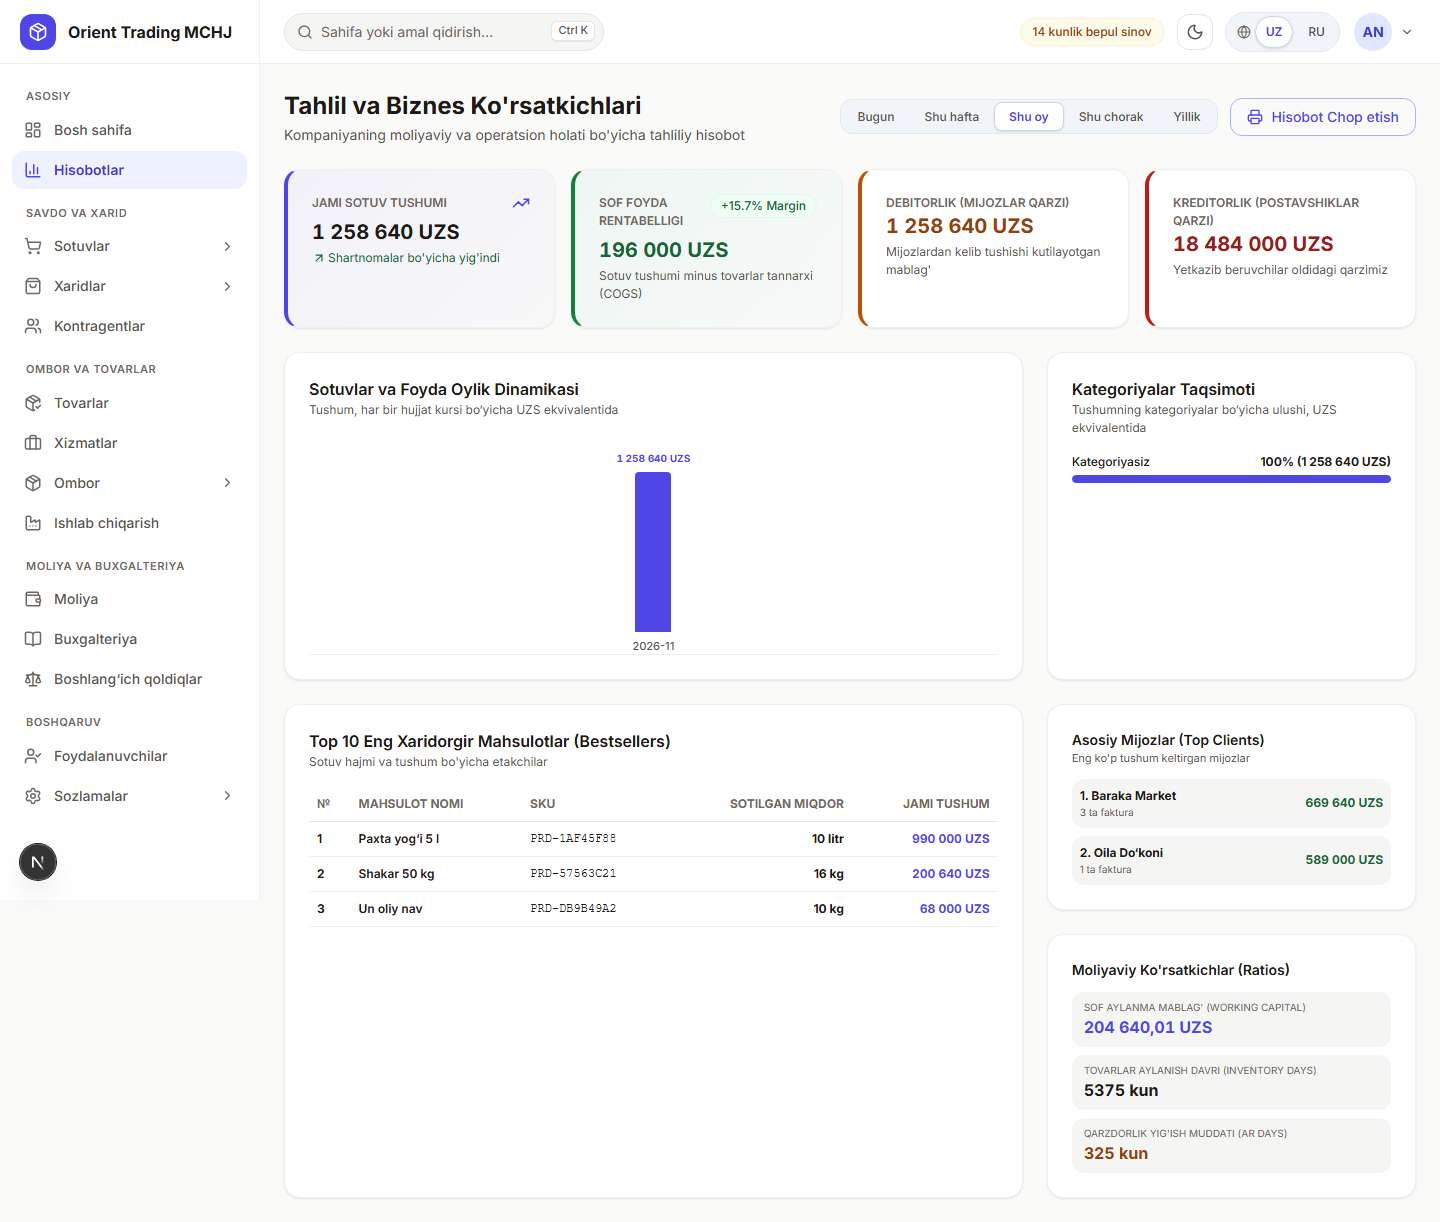 Orient Trading MCHJ
Sahifa yoki amal qidirish...
Ctrl K
14 kunlik bepul sinov
UZ
RU
AN
ASOSIY
Bosh sahifa
Hisobotlar
SAVDO VA XARID
Sotuvlar
Xaridlar
Kontragentlar
OMBOR VA TOVARLAR
Tovarlar
Xizmatlar
Ombor
Ishlab chiqarish
MOLIYA VA BUXGALTERIYA
Moliya
Buxgalteriya
Boshlang‘ich qoldiqlar
BOSHQARUV
Foydalanuvchilar
Sozlamalar
N
Tahlil va Biznes Ko'rsatkichlari
Kompaniyaning moliyaviy va operatsion holati bo'yicha tahliliy hisobot
Bugun
Shu hafta
Shu oy
Shu chorak
Yillik
Hisobot Chop etish
JAMI SOTUV TUSHUMI
1 258 640 UZS
Shartnomalar bo'yicha yig'indi
SOF FOYDA
RENTABELLIGI
+15.7% Margin
196 000 UZS
Sotuv tushumi minus tovarlar tannarxi
(COGS)
DEBITORLIK (MIJOZLAR QARZI)
1 258 640 UZS
Mijozlardan kelib tushishi kutilayotgan
mablag'
KREDITORLIK (POSTAVSHIKLAR
QARZI)
18 484 000 UZS
Yetkazib beruvchilar oldidagi qarzimiz
Sotuvlar va Foyda Oylik Dinamikasi
Tushum, har bir hujjat kursi bo‘yicha UZS ekvivalentida
1 258 640 UZS
2026-11
Kategoriyalar Taqsimoti
Tushumning kategoriyalar bo‘yicha ulushi, UZS
ekvivalentida
Kategoriyasiz
100% (1 258 640 UZS)
Top 10 Eng Xaridorgir Mahsulotlar (Bestsellers)
Sotuv hajmi va tushum bo'yicha etakchilar
№ MAHSULOT NOMI SKU SOTILGAN MIQDOR JAMI TUSHUM
1 Paxta yog‘i 5 l PRD-1AF45F88 10 litr 990 000 UZS
2 Shakar 50 kg PRD-57563C21 16 kg 200 640 UZS
3 Un oliy nav PRD-DB9B49A2 10 kg 68 000 UZS
Asosiy Mijozlar (Top Clients)
Eng ko'p tushum keltirgan mijozlar
1. Baraka Market
3 ta faktura
669 640 UZS
2. Oila Do‘koni
1 ta faktura
589 000 UZS
Moliyaviy Ko'rsatkichlar (Ratios)
SOF AYLANMA MABLAG' (WORKING CAPITAL)
204 640,01 UZS
TOVARLAR AYLANISH DAVRI (INVENTORY DAYS)
5375 kun
QARZDORLIK YIG'ISH MUDDATI (AR DAYS)
325 kun